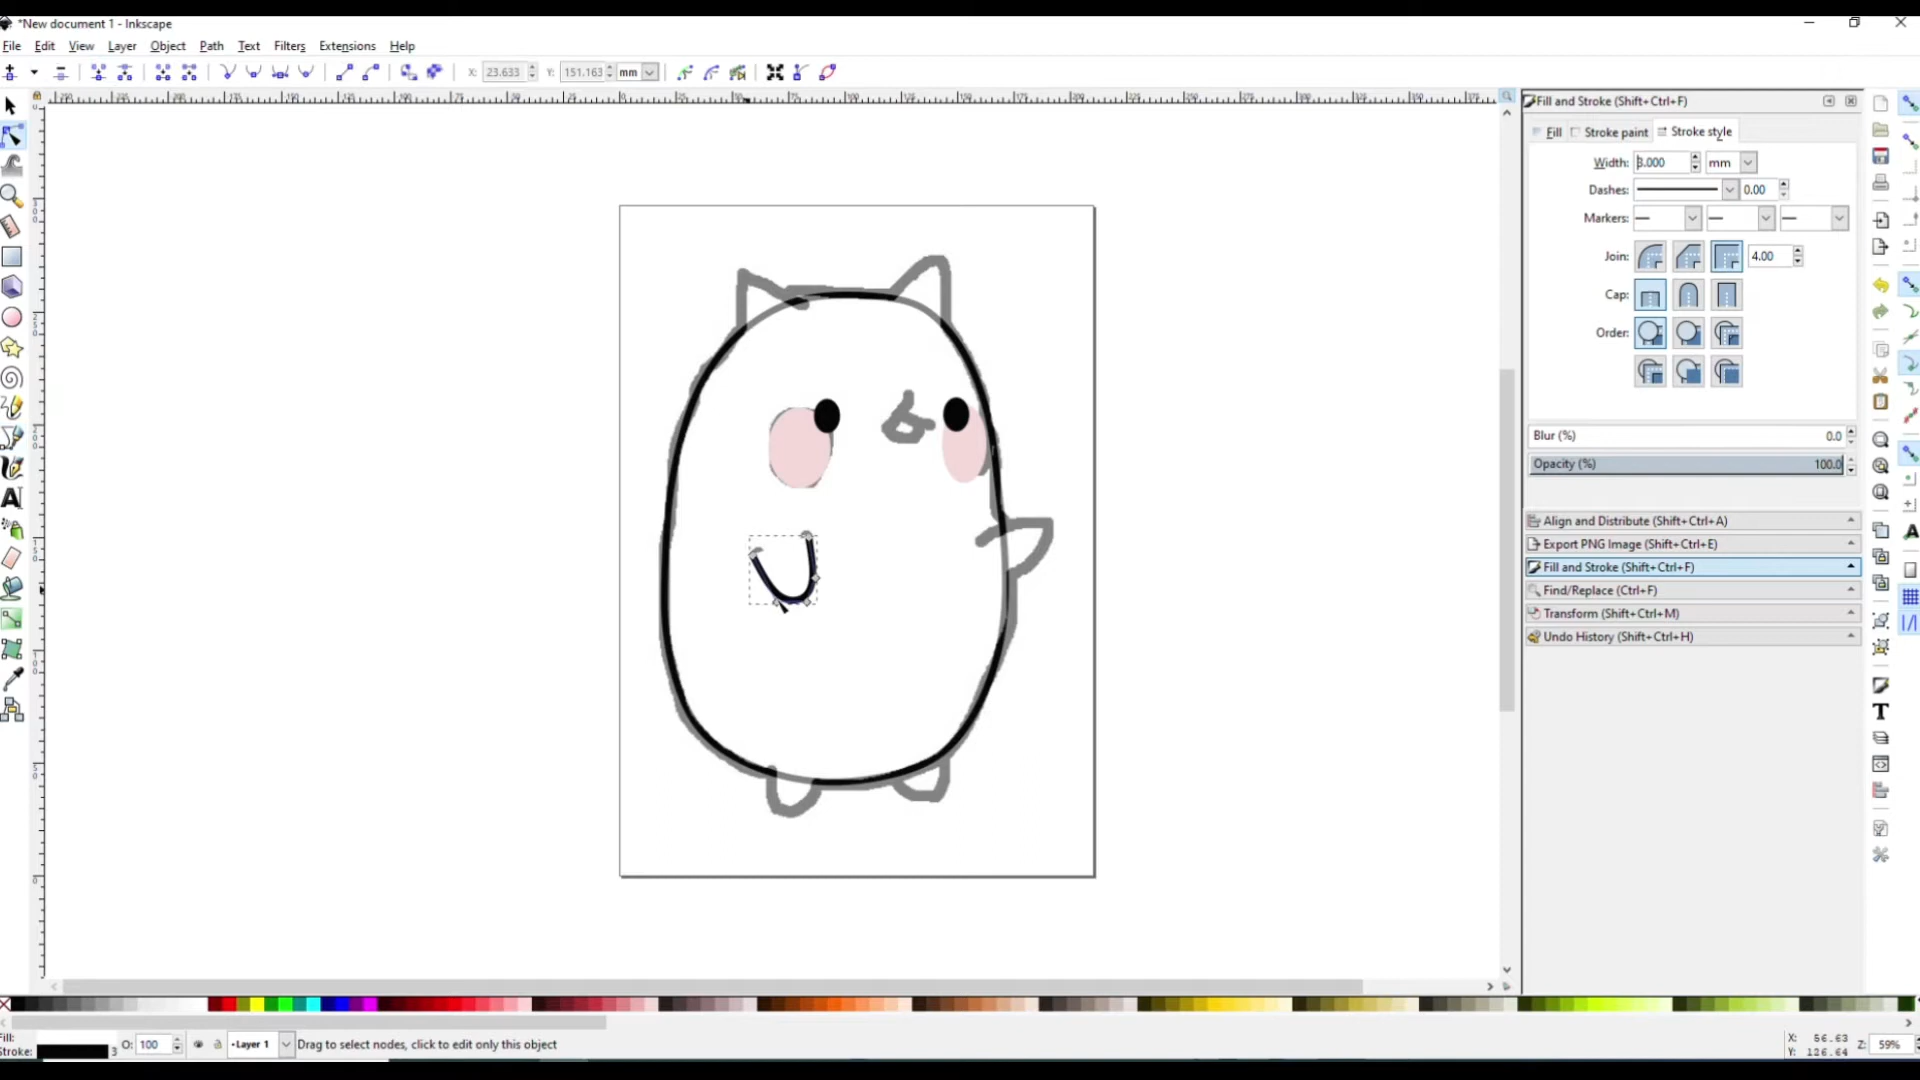 *New document 1 - Inkscape
File Edit View Layer Object Path Text Filters Extensions Help
X: 23.633 Y: 151.163 mm
Fill and Stroke (Shift+Ctrl+F)
Fill Stroke paint Stroke style
Width: 3.000 mm
Dashes: 0.00
Markers:
Join: 4.00
Cap:
Order:
Blur (%) 0.0
Opacity (%) 100.0
Align and Distribute (Shift+Ctrl+A)
Export PNG Image (Shift+Ctrl+E)
Fill and Stroke (Shift+Ctrl+F)
Find/Replace (Ctrl+F)
Transform (Shift+Ctrl+M)
Undo History (Shift+Ctrl+H)
Fill:
Stroke: 3 O: 100 Layer 1 Drag to select nodes, click to edit only this object
X: 56.63
Y: 126.64 Z: 59%